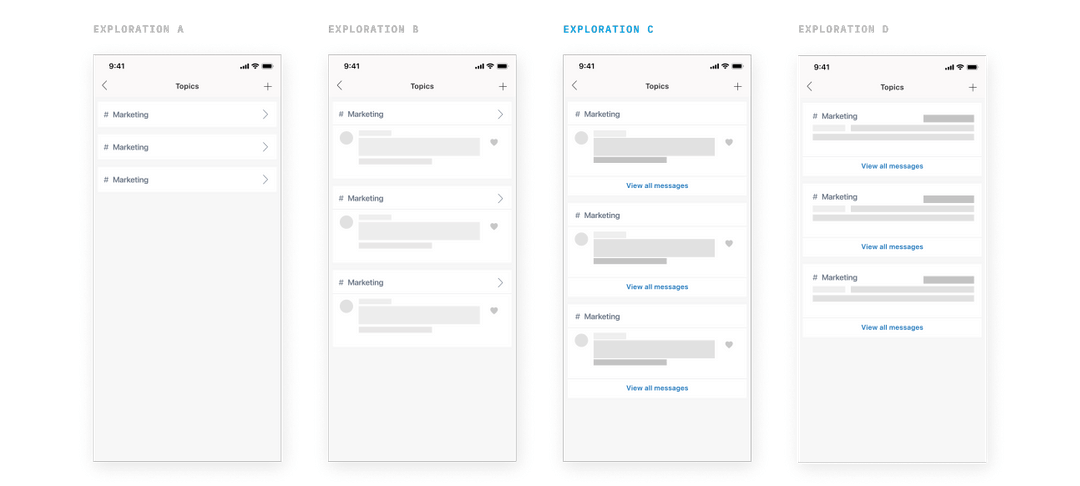 EXPLORATION A
9:41
Topics
# Marketing
# Marketing
# Marketing
EXPLORATION B
9:41
Topics
# Marketing
# Marketing
# Marketing
EXPLORATION C
9:41
Topics
# Marketing
View all messages
# Marketing
View all messages
# Marketing
View all messages
EXPLORATION D
9:41
Topics
# Marketing
View all messages
# Marketing
View all messages
# Marketing
View all messages